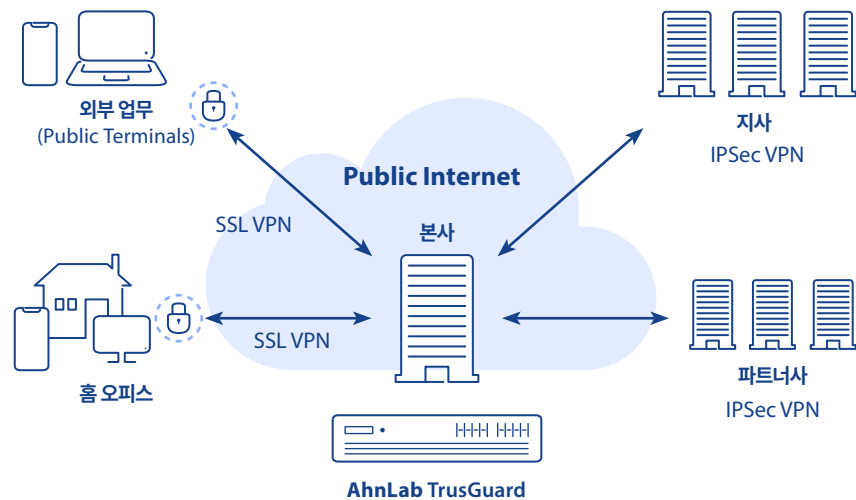 외부 업무
(Public Terminals)
지사
IPSec VPN
Public Internet
SSL VPN
본사
SSL VPN
홈 오피스
파트너사
IPSec VPN
AhnLab TrusGuard